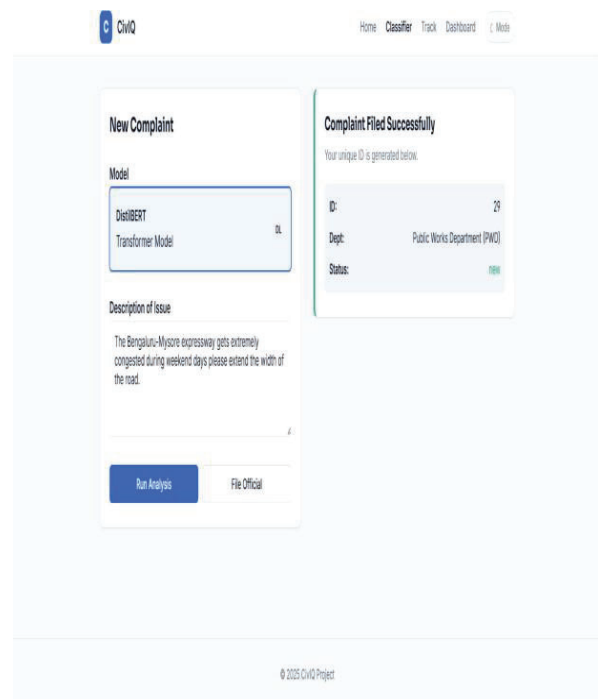 C CivIQ
Home Classifier Track Dashboard ☾ Mode
New Complaint
Model
DistilBERT
Transformer Model
DL
Description of Issue
The Bengaluru-Mysore expressway gets extremely
congested during weekend days please extend the width of
the road.
Run Analysis File Official
Complaint Filed Successfully
Your unique ID is generated below.
ID: 29
Dept: Public Works Department (PWD)
Status: new
© 2025 CivIQ Project